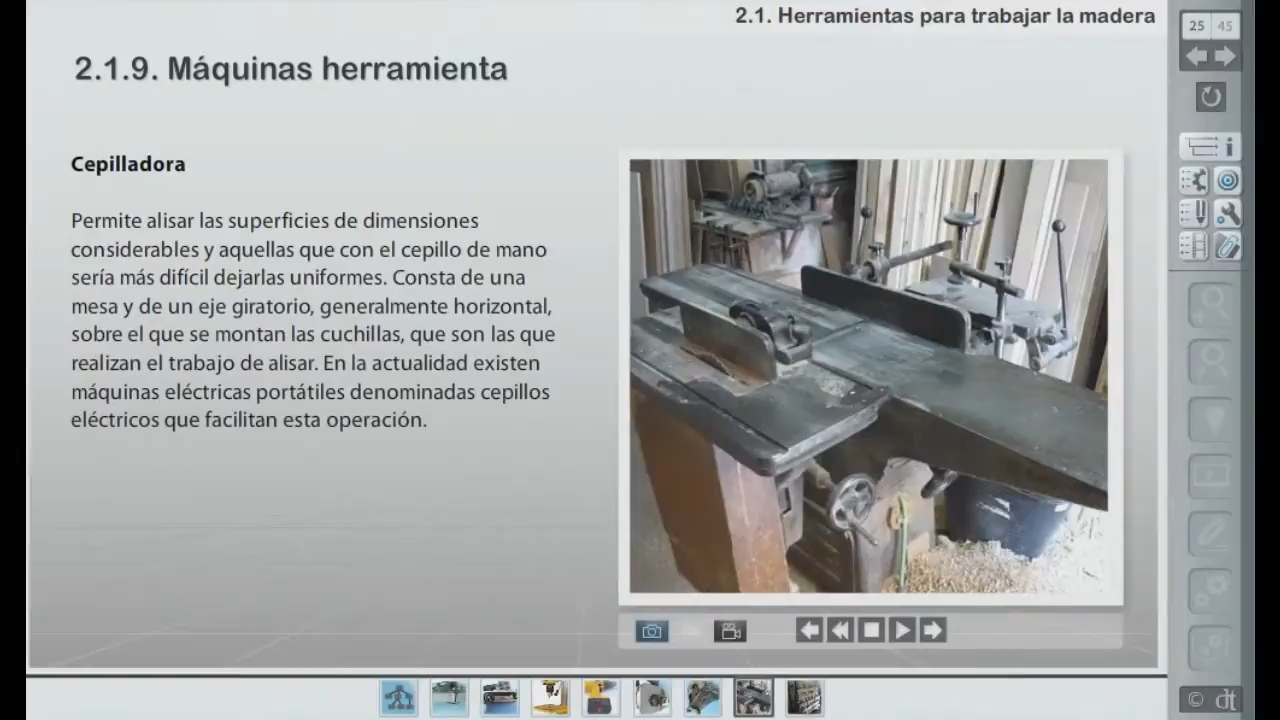 2.1. Herramientas para trabajar la madera
25 45
2.1.9. Máquinas herramienta
Cepilladora
Permite alisar las superficies de dimensiones
considerables y aquellas que con el cepillo de mano
sería más difícil dejarlas uniformes. Consta de una
mesa y de un eje giratorio, generalmente horizontal,
sobre el que se montan las cuchillas, que son las que
realizan el trabajo de alisar. En la actualidad existen
máquinas eléctricas portátiles denominadas cepillos
eléctricos que facilitan esta operación.
© dt